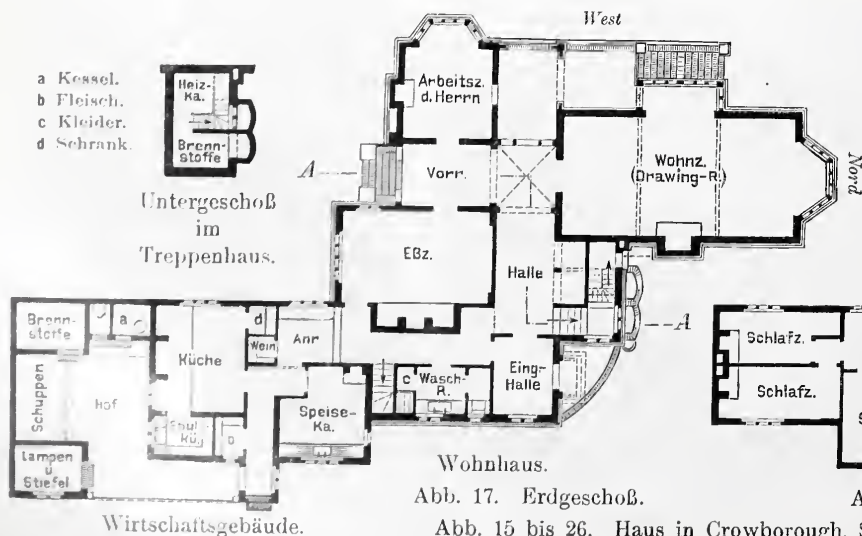 West
a Kessel.
b Fleisch.
c Kleider.
d Schrank.
Heiz-
Ka.
Brenn-
stoffe
Untergeschoß
im
Treppenhaus.
Arbeitsz.
d. Herrn
A
Vorr.
Wohnz.
(Drawing-R.)
Nord
Eßz.
Halle
A
Brenn-
stoffe
a
Küche
d
Wein
Anr
Schuppen
Hof
Speise-
Ka.
c
Wasch-
R.
Eing-
Halle
Schlafz.
Schlafz.
Spül
Kü.
b
Lampen
u
Stiefel
Wohnhaus.
Abb. 17. Erdgeschoß.
Wirtschaftsgebäude.
Abb. 15 bis 26. Haus in Crowborough,